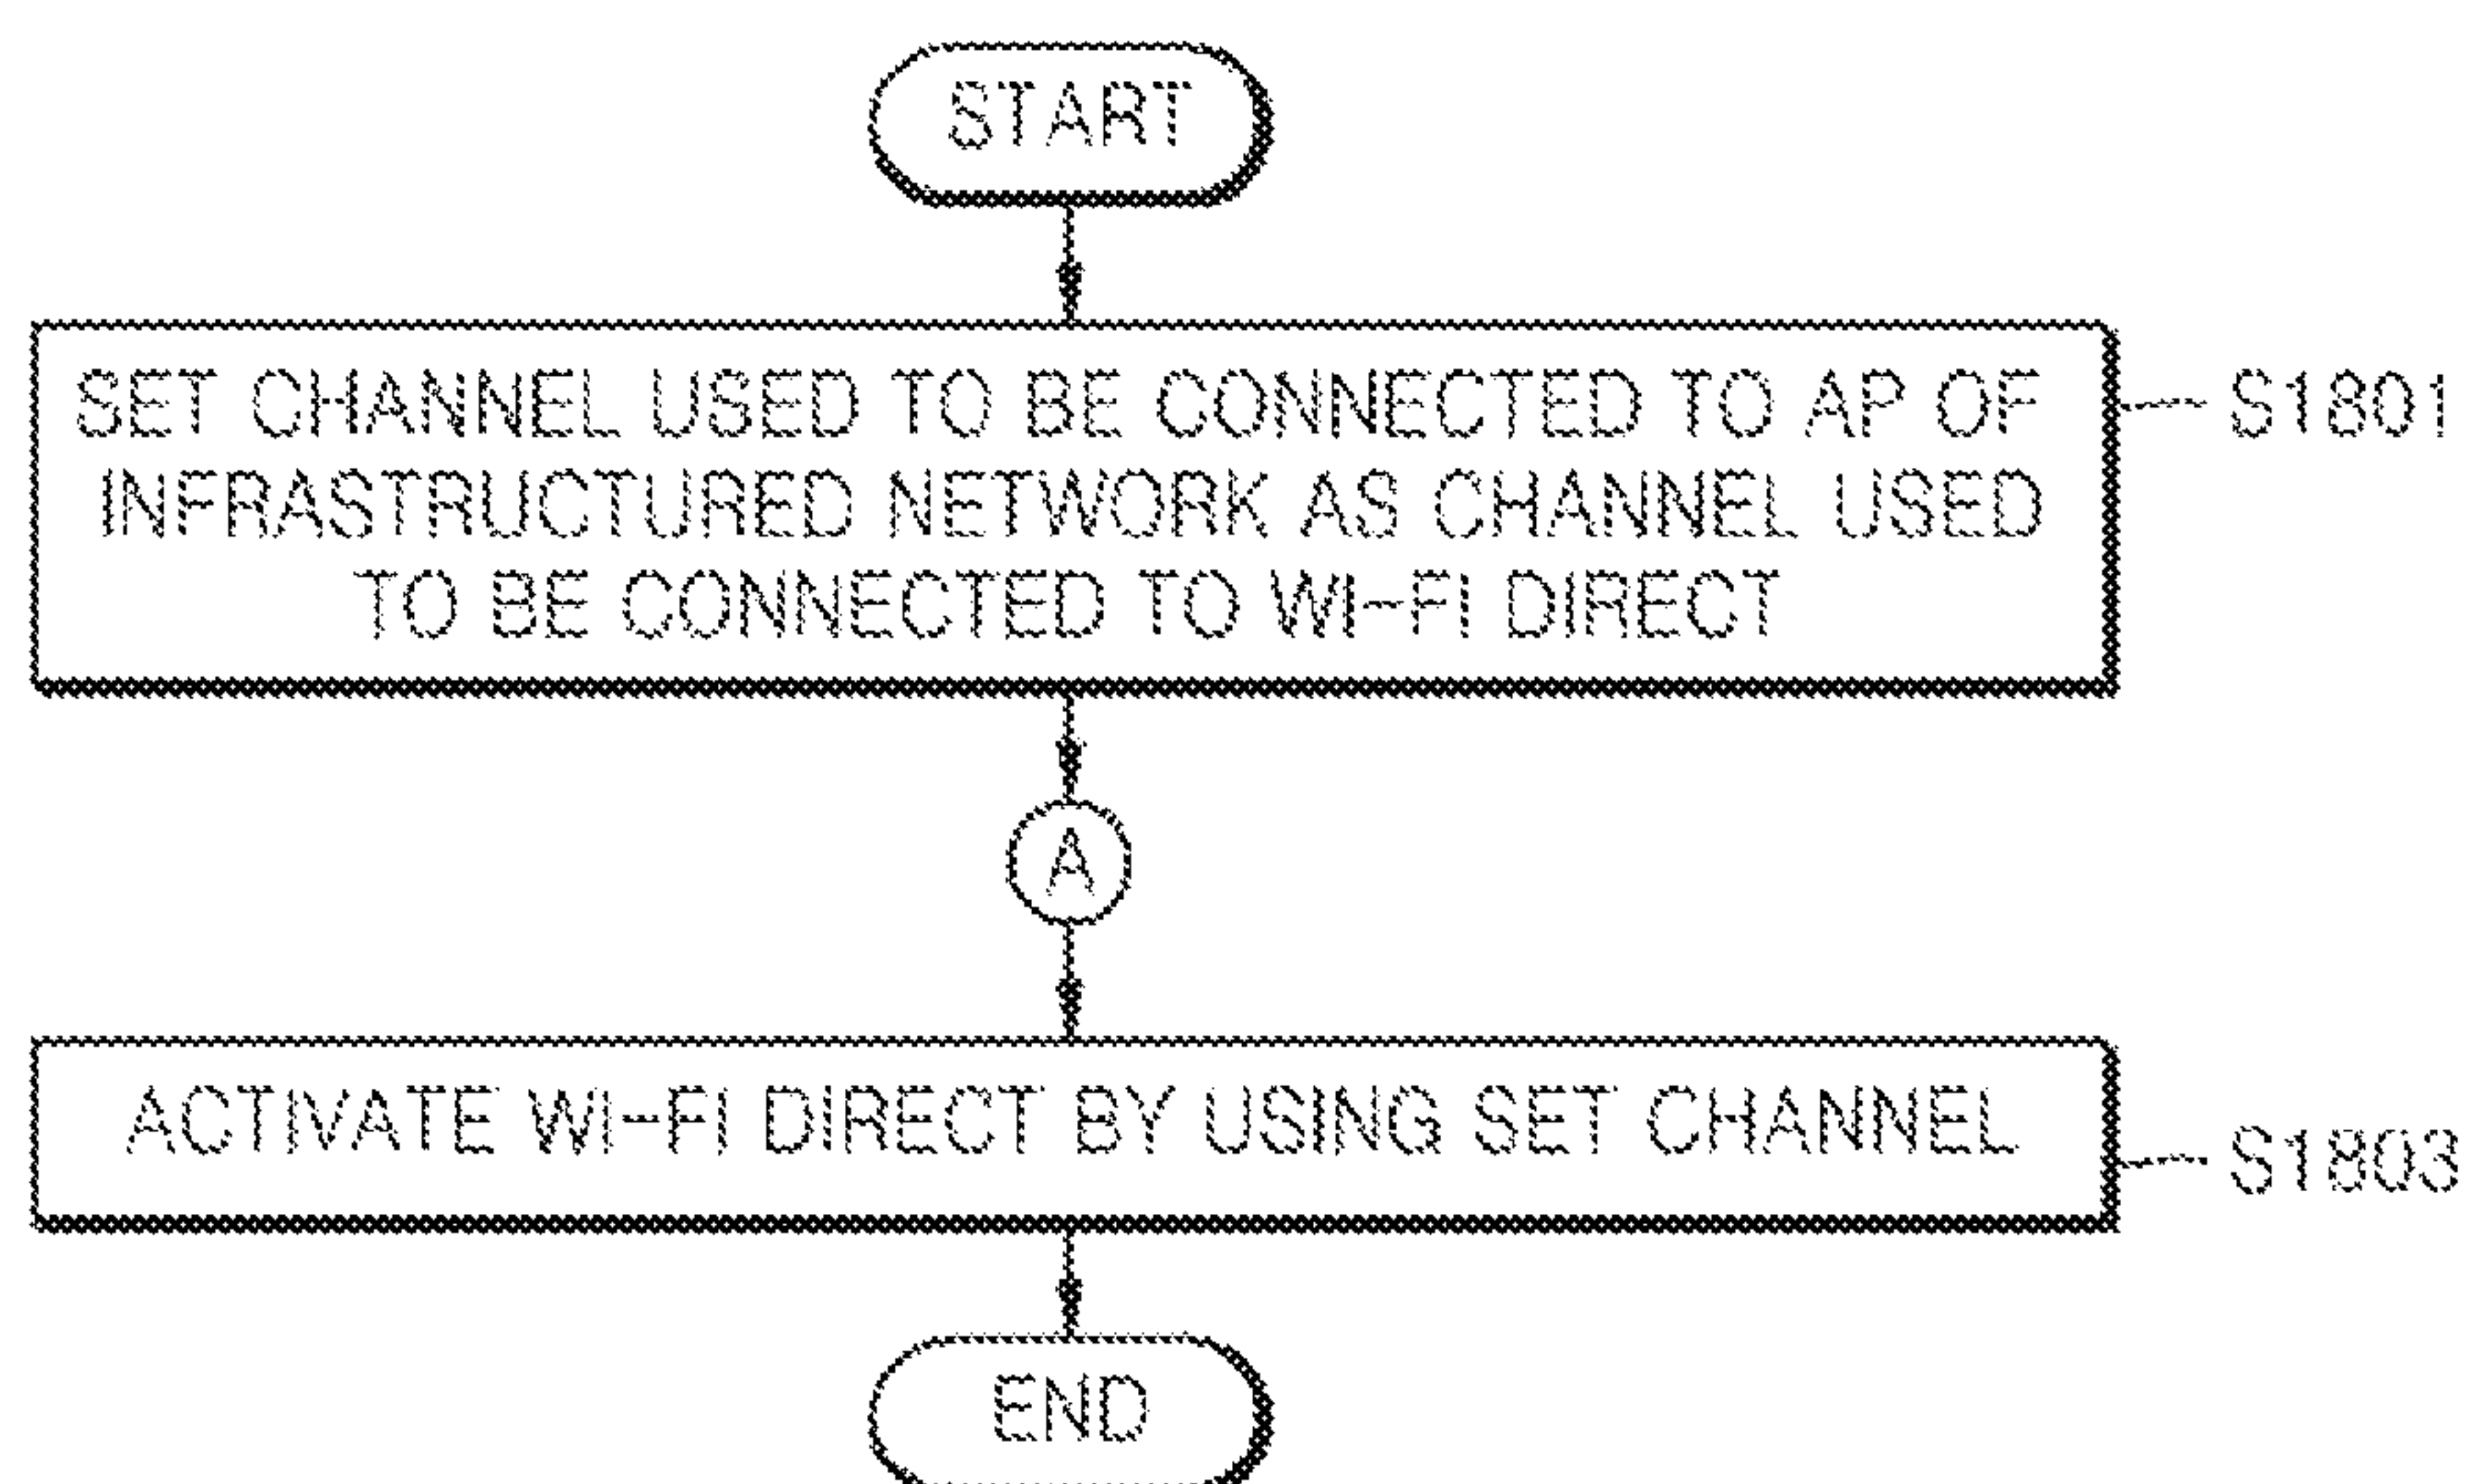 START
SET CHANNEL USED TO BE CONNECTED TO AP OF
INFRASTRUCTURED NETWORK AS CHANNEL USED
TO BE CONNECTED TO WI-FI DIRECT
S1801
A
ACTIVATE WI-FI DIRECT BY USING SET CHANNEL
S1803
END